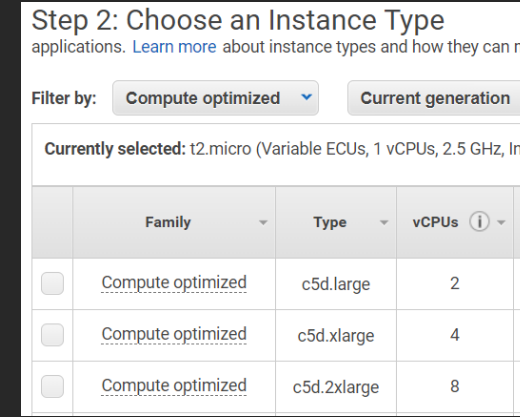 Step 2: Choose an Instance Type
applications. Learn more about instance types and how they can
Filter by: Compute optimized Current generation
Currently selected: t2.micro (Variable ECUs, 1 vCPUs, 2.5 GHz,
Family Type vCPUs
Compute optimized c5d.large 2
Compute optimized c5d.xlarge 4
Compute optimized c5d.2xlarge 8